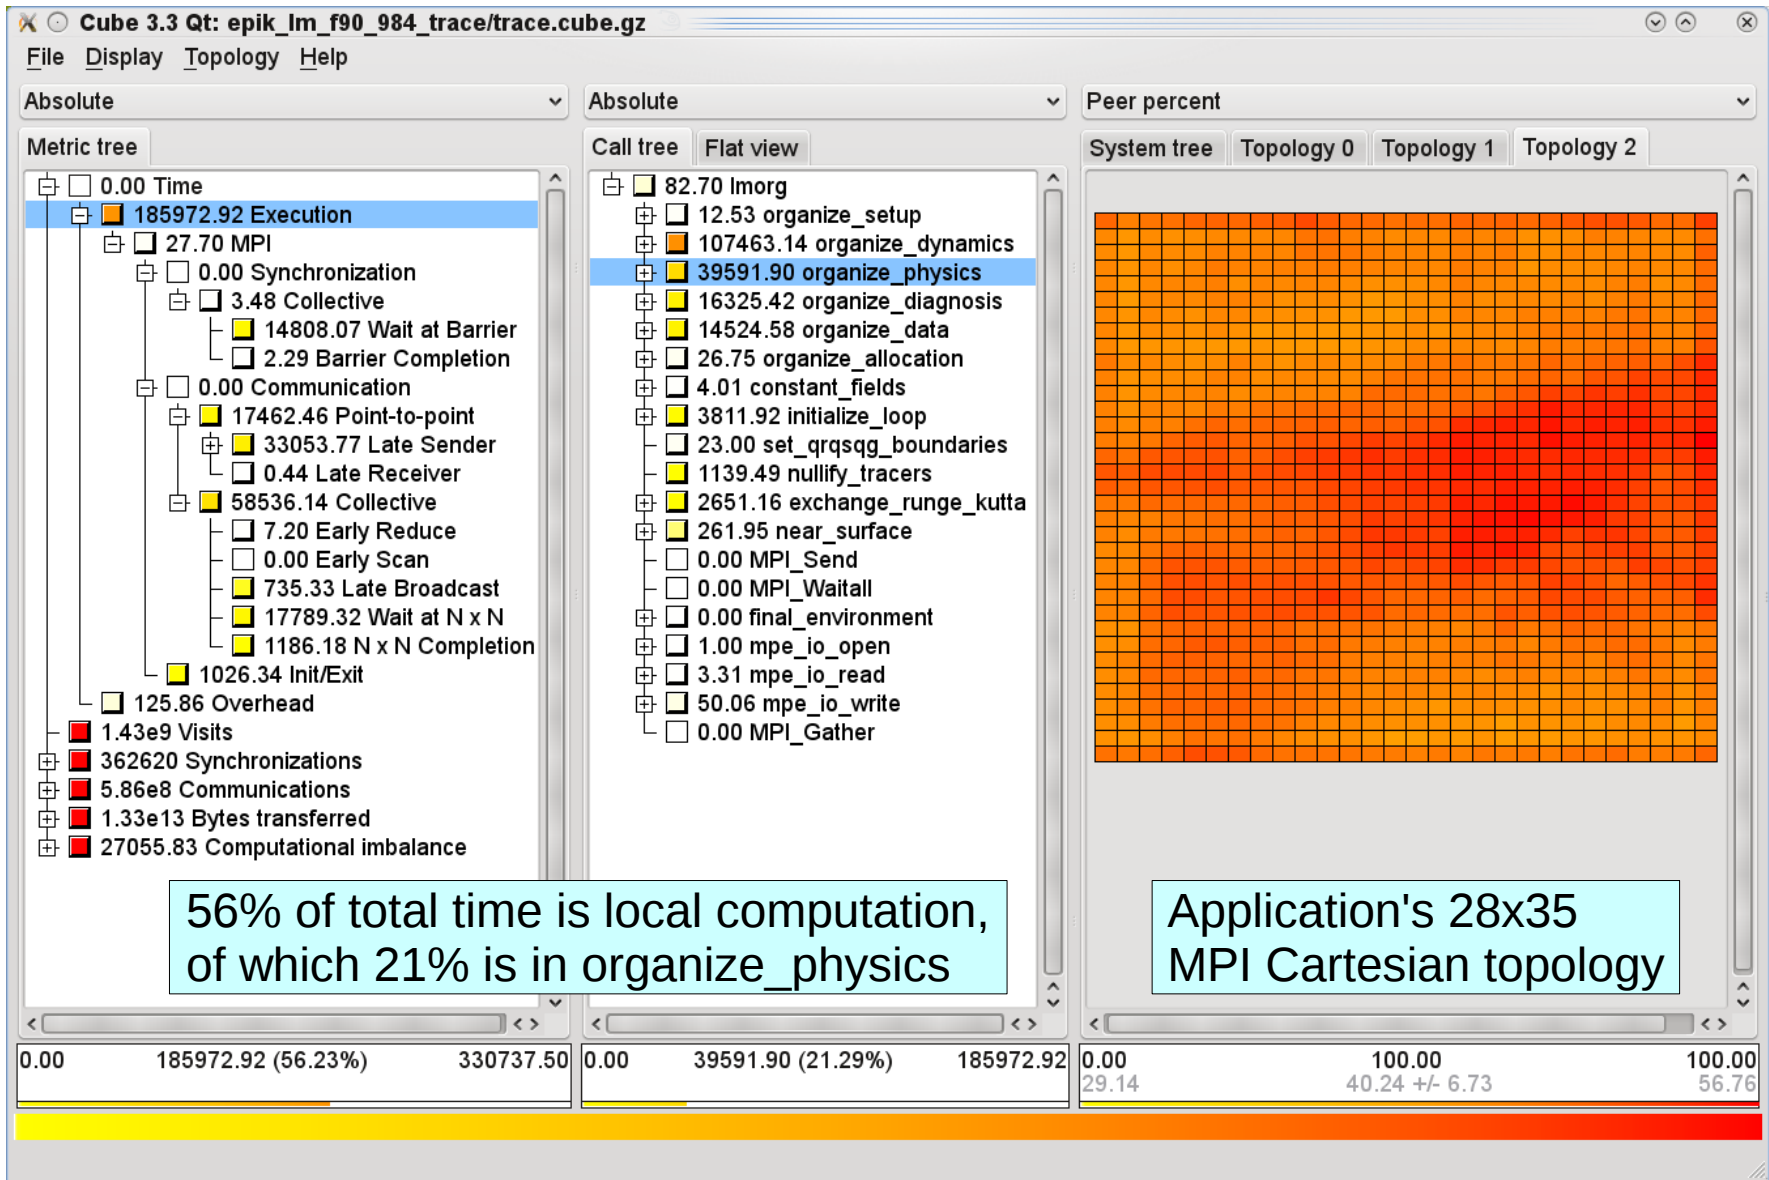 Cube 3.3 Qt: epik_lm_f90_984_trace/trace.cube.gz
File Display Topology Help
Absolute
Absolute
Peer percent
Metric tree
0.00 Time
185972.92 Execution
27.70 MPI
0.00 Synchronization
3.48 Collective
14808.07 Wait at Barrier
2.29 Barrier Completion
0.00 Communication
17462.46 Point-to-point
33053.77 Late Sender
0.44 Late Receiver
58536.14 Collective
7.20 Early Reduce
0.00 Early Scan
735.33 Late Broadcast
17789.32 Wait at N x N
1186.18 N x N Completion
1026.34 Init/Exit
125.86 Overhead
1.43e9 Visits
362620 Synchronizations
5.86e8 Communications
1.33e13 Bytes transferred
27055.83 Computational imbalance
Call tree Flat view
82.70 lmorg
12.53 organize_setup
107463.14 organize_dynamics
39591.90 organize_physics
16325.42 organize_diagnosis
14524.58 organize_data
26.75 organize_allocation
4.01 constant_fields
3811.92 initialize_loop
23.00 set_qrqsqg_boundaries
1139.49 nullify_tracers
2651.16 exchange_runge_kutta
261.95 near_surface
0.00 MPI_Send
0.00 MPI_Waitall
0.00 final_environment
1.00 mpe_io_open
3.31 mpe_io_read
50.06 mpe_io_write
0.00 MPI_Gather
System tree Topology 0 Topology 1 Topology 2
56% of total time is local computation,
of which 21% is in organize_physics
Application's 28x35
MPI Cartesian topology
0.00 185972.92 (56.23%) 330737.50
0.00 39591.90 (21.29%) 185972.92
0.00 100.00 100.00
29.14 40.24 +/- 6.73 56.76